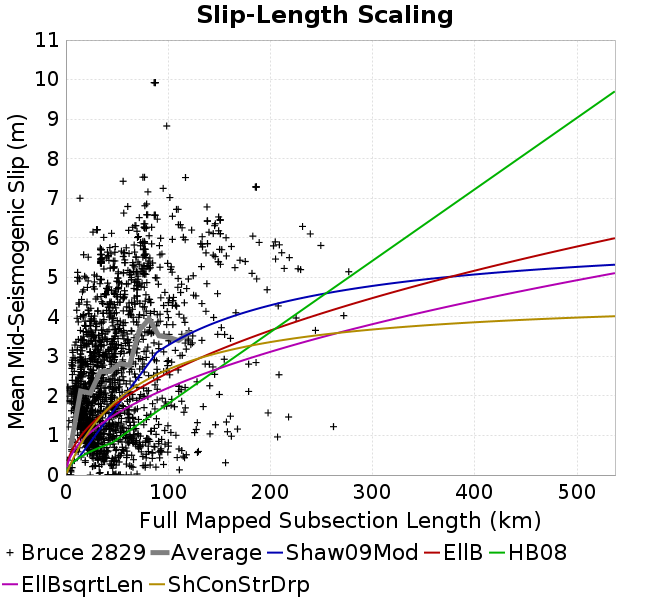 Slip-Length Scaling
Mean Mid-Seismogenic Slip (m)
11
10
9
8
7
6
5
4
3
2
1
0
0 100 200 300 400 500
Full Mapped Subsection Length (km)
Bruce 2829 Average Shaw09Mod EllB HB08
EllBsqrtLen ShConStrDrp